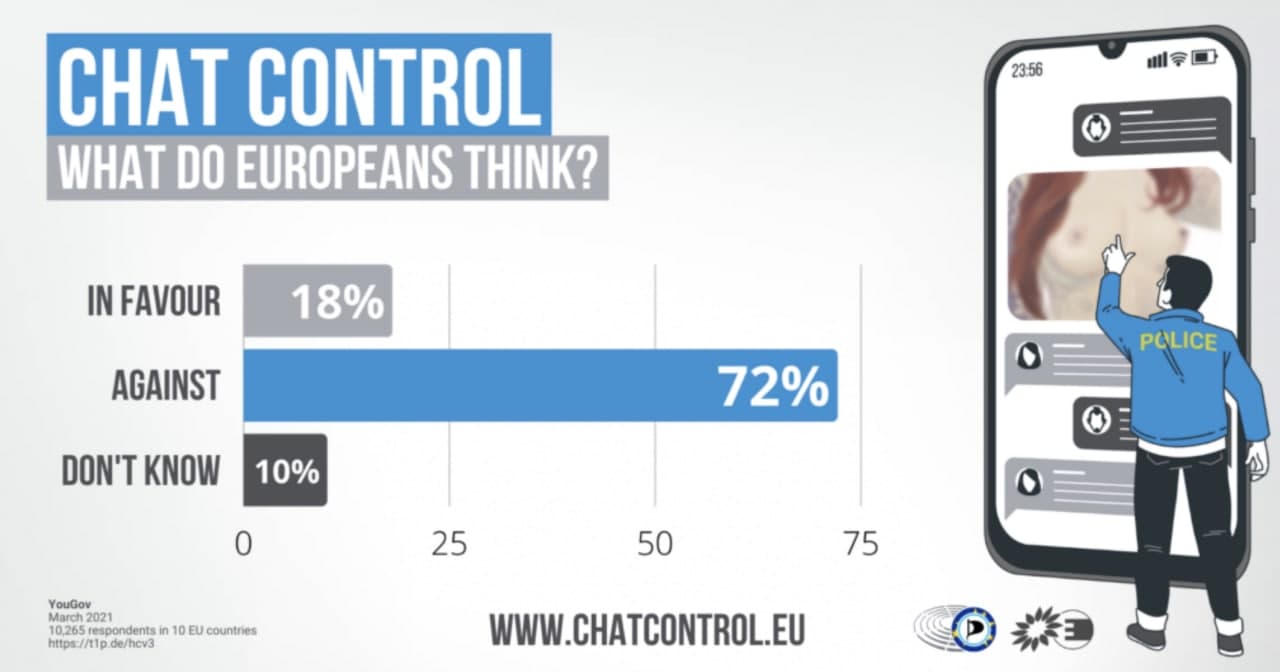 CHAT CONTROL
WHAT DO EUROPEANS THINK?
IN FAVOUR
18%
AGAINST
72%
DON'T KNOW
10%
0
25
50
75
YouGov
March 2021
10,265 respondents in 10 EU countries
https://t1p.de/hcv3
WWW.CHATCONTROL.EU
23:56
POLICE